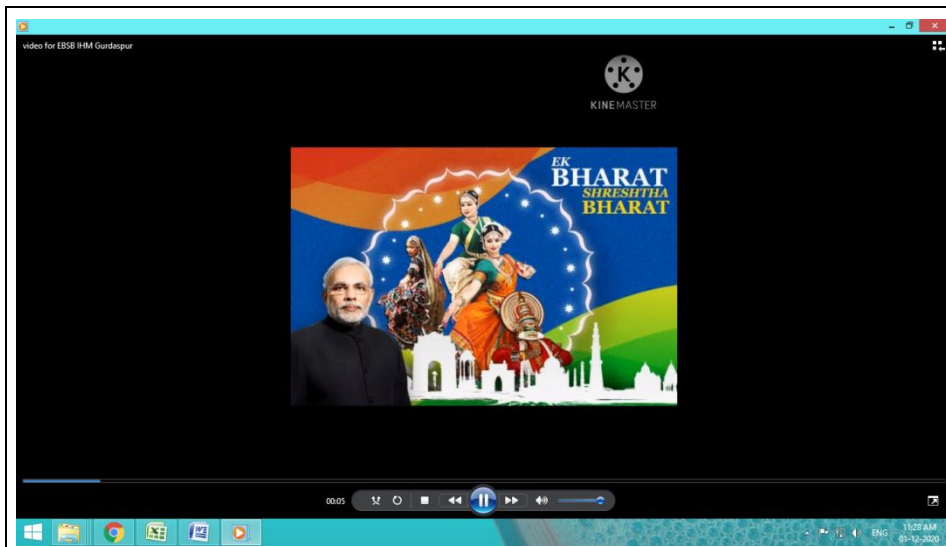 video for EBSB IHM Gurdaspur
KINEMASTER
EK
BHARAT
SHRESHTHA
BHARAT
00:05
ENG
11:28 AM
01-12-2020